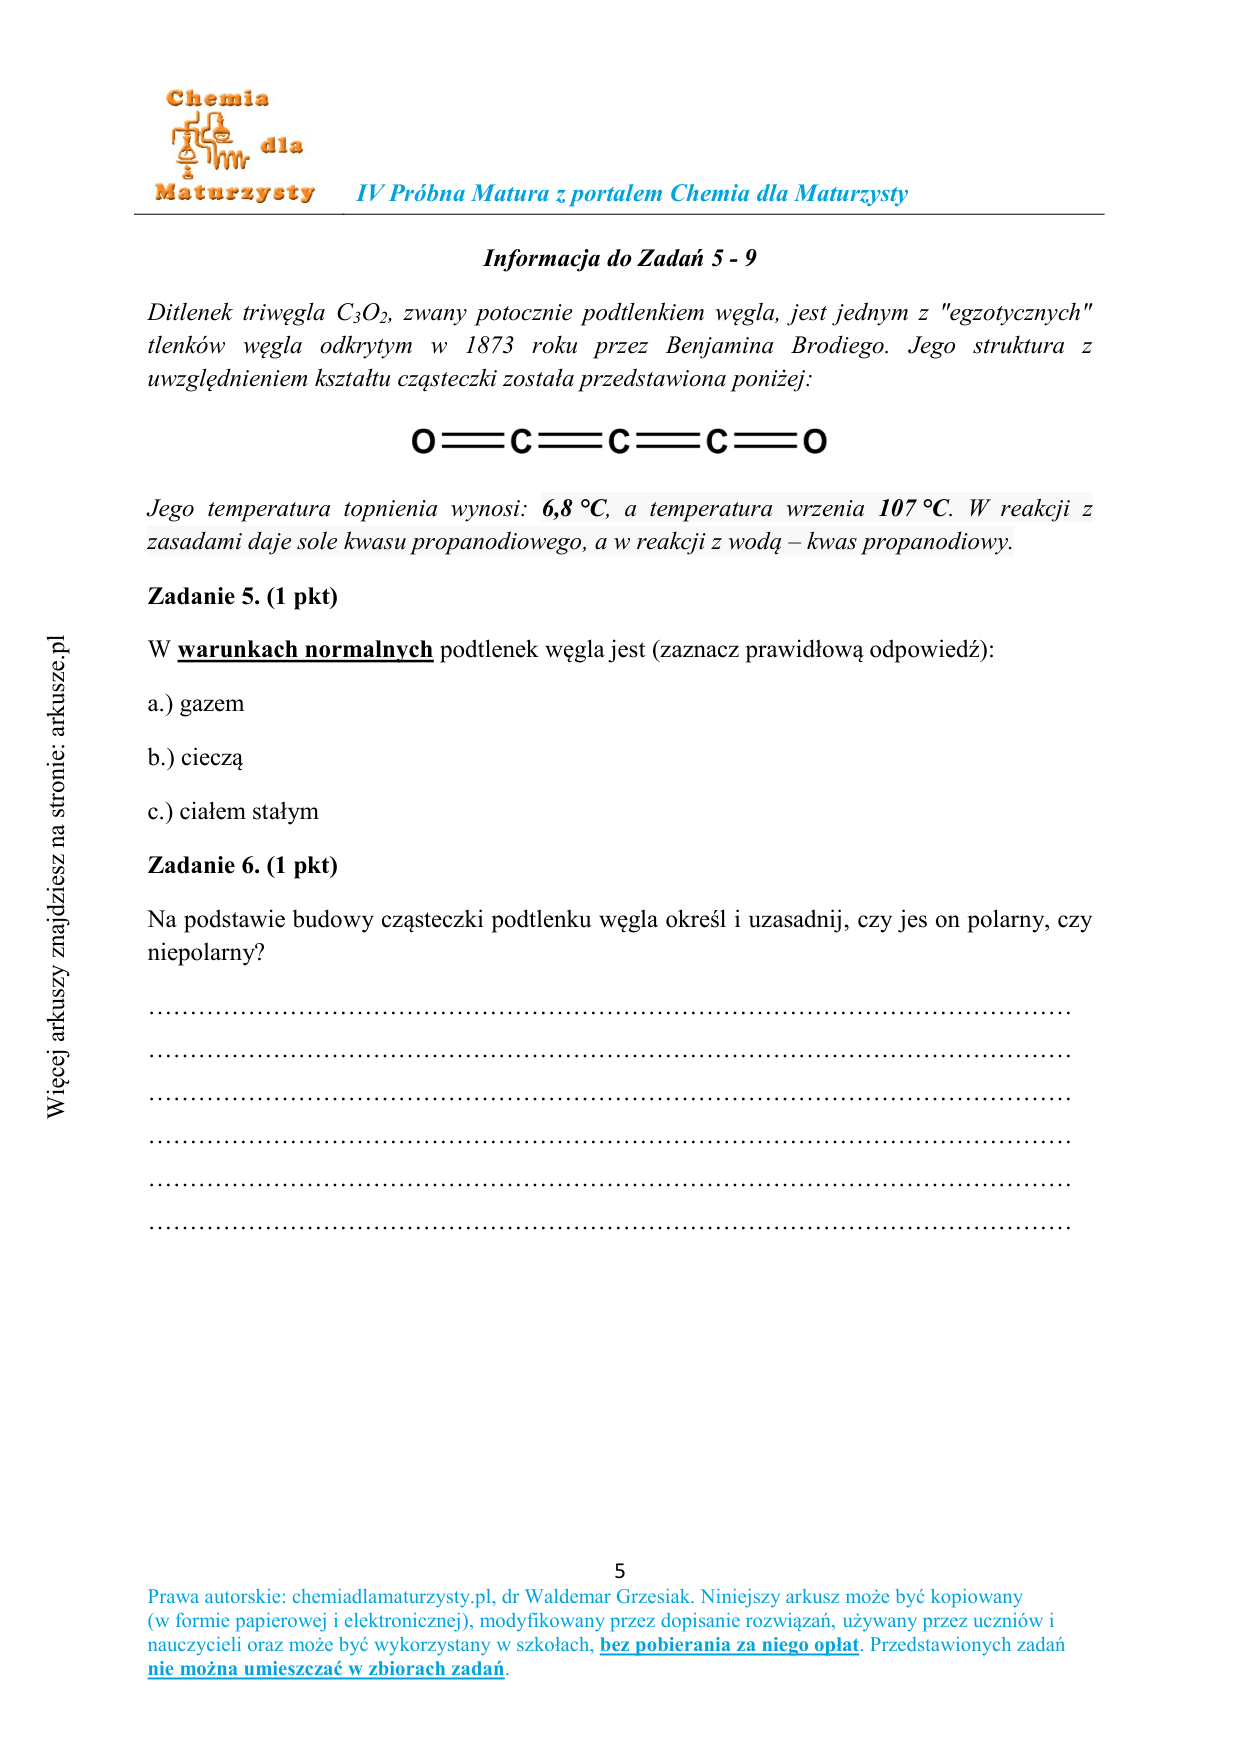 Chemia
dla
Maturzysty
IV Próbna Matura z portalem Chemia dla Maturzysty
Informacja do Zadań 5 - 9
Ditlenek triwęgla C₃O₂, zwany potocznie podtlenkiem węgla, jest jednym z "egzotycznych"
tlenków węgla odkrytym w 1873 roku przez Benjamina Brodiego. Jego struktura z
uwzględnieniem kształtu cząsteczki została przedstawiona poniżej:
O=C=C=C=O
Jego temperatura topnienia wynosi: 6,8 °C, a temperatura wrzenia 107 °C. W reakcji z
zasadami daje sole kwasu propanodiowego, a w reakcji z wodą – kwas propanodiowy.
Zadanie 5. (1 pkt)
W warunkach normalnych podtlenek węgla jest (zaznacz prawidłową odpowiedź):
a.) gazem
b.) cieczą
c.) ciałem stałym
Zadanie 6. (1 pkt)
Na podstawie budowy cząsteczki podtlenku węgla określ i uzasadnij, czy jes on polarny, czy
niepolarny?
……………………………………………………………………………………………………
……………………………………………………………………………………………………
……………………………………………………………………………………………………
……………………………………………………………………………………………………
……………………………………………………………………………………………………
……………………………………………………………………………………………………
Więcej arkuszy znajdziesz na stronie: arkusze.pl
5
Prawa autorskie: chemiadlamaturzysty.pl, dr Waldemar Grzesiak. Niniejszy arkusz może być kopiowany
(w formie papierowej i elektronicznej), modyfikowany przez dopisanie rozwiązań, używany przez uczniów i
nauczycieli oraz może być wykorzystany w szkołach, bez pobierania za niego opłat. Przedstawionych zadań
nie można umieszczać w zbiorach zadań.